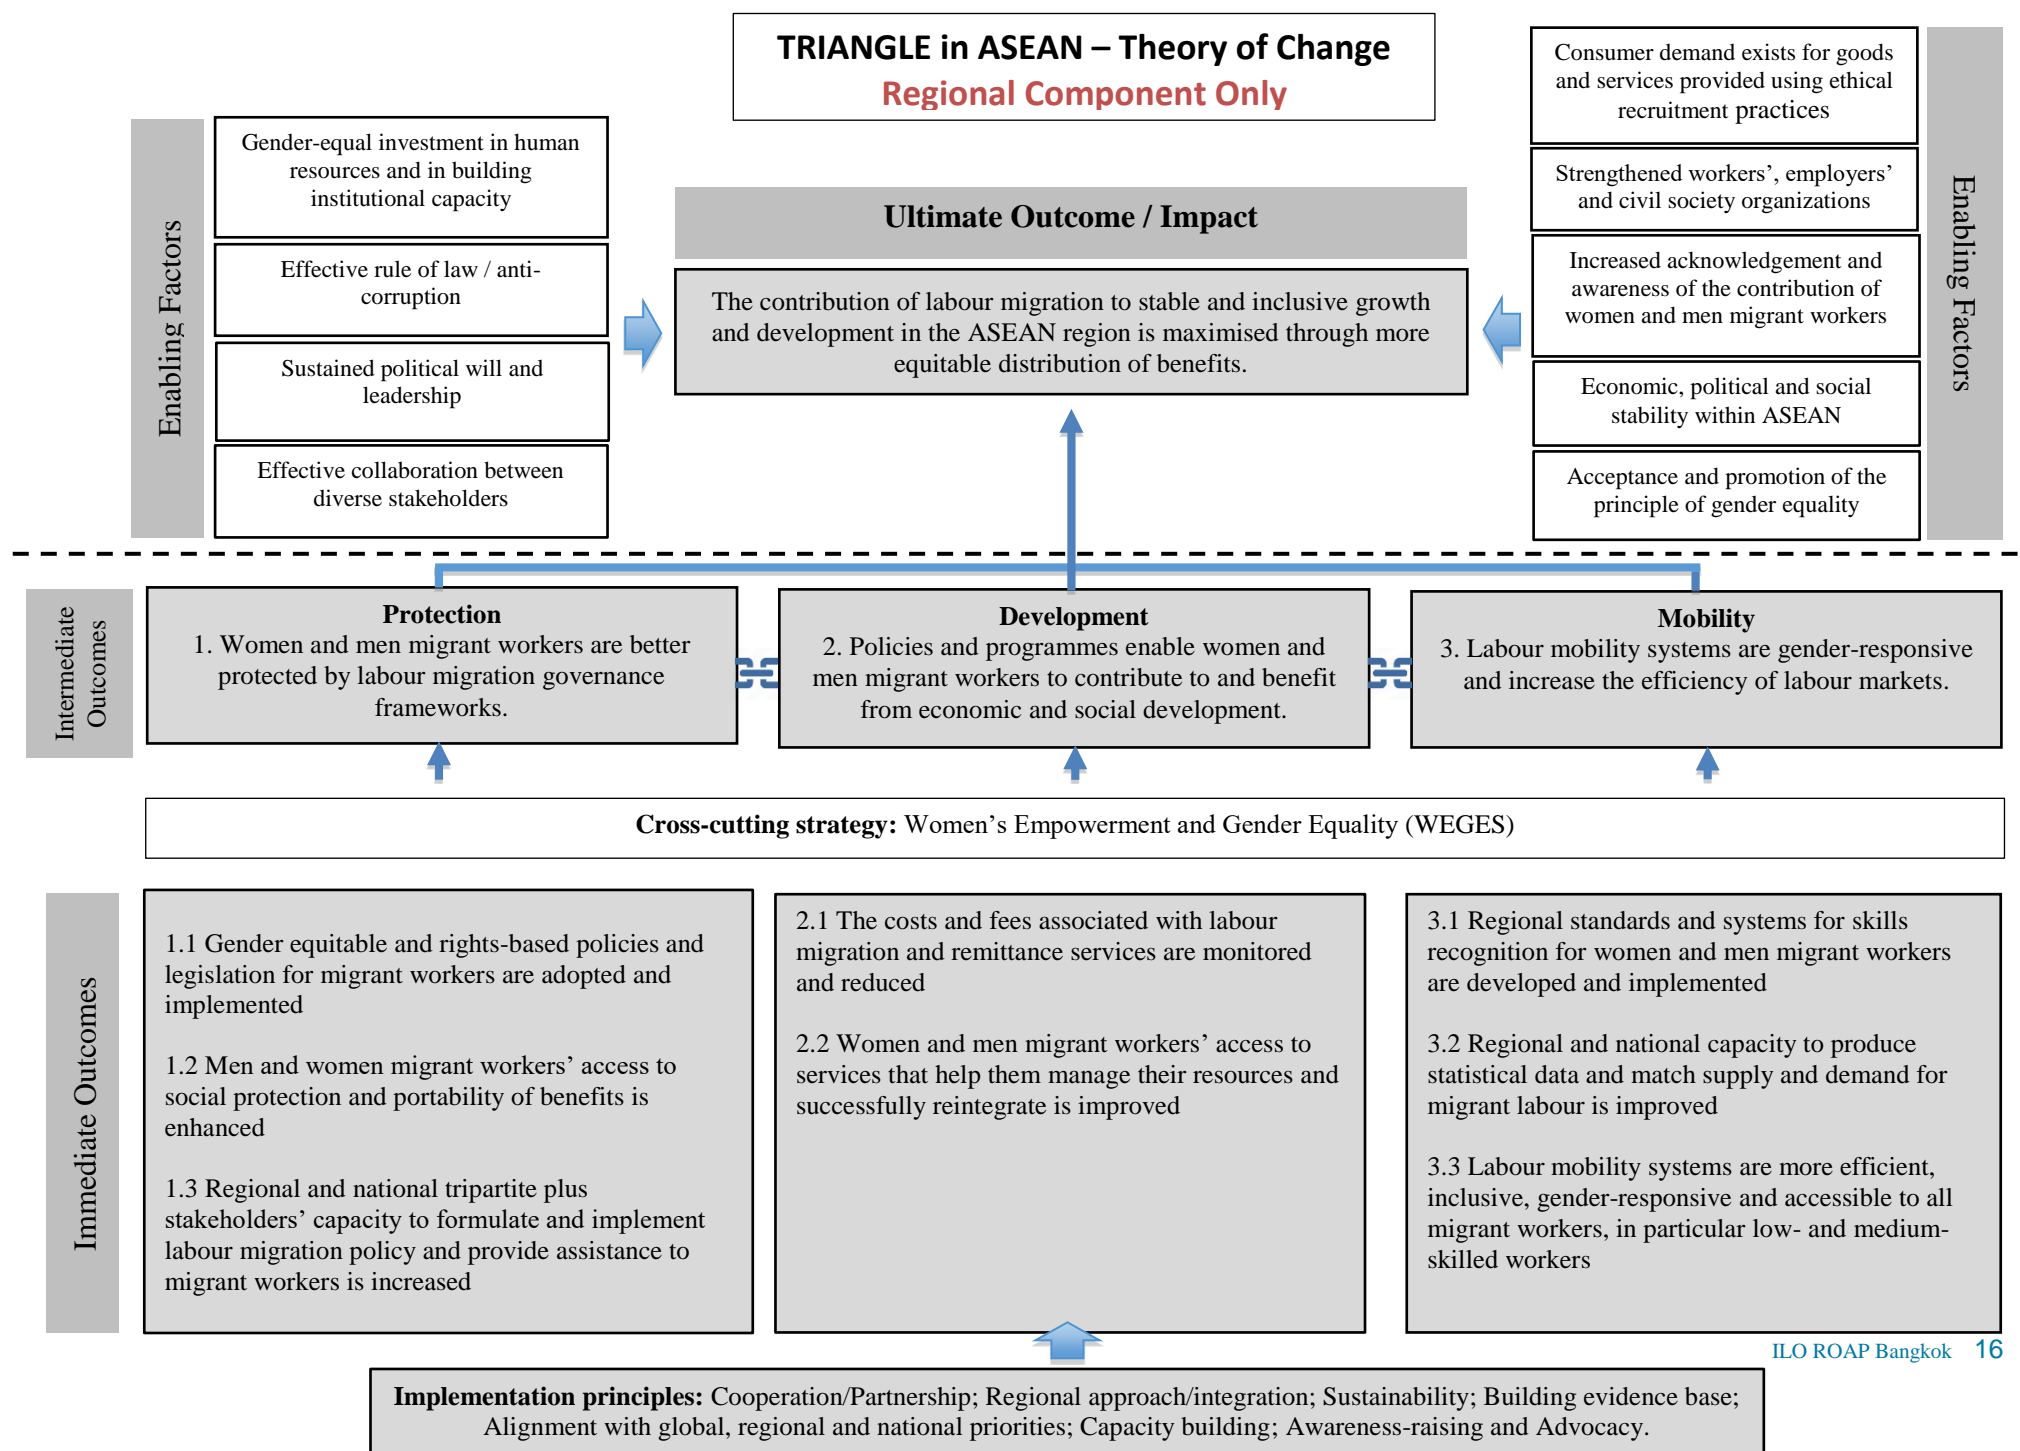 TRIANGLE in ASEAN – Theory of Change
Regional Component Only
Enabling Factors
Gender-equal investment in human
resources and in building
institutional capacity
Effective rule of law / anti-
corruption
Sustained political will and
leadership
Effective collaboration between
diverse stakeholders
Ultimate Outcome / Impact
The contribution of labour migration to stable and inclusive growth
and development in the ASEAN region is maximised through more
equitable distribution of benefits.
Consumer demand exists for goods
and services provided using ethical
recruitment practices
Strengthened workers’, employers’
and civil society organizations
Increased acknowledgement and
awareness of the contribution of
women and men migrant workers
Economic, political and social
stability within ASEAN
Acceptance and promotion of the
principle of gender equality
Enabling Factors
Intermediate
Outcomes
Protection
1. Women and men migrant workers are better
protected by labour migration governance
frameworks.
Development
2. Policies and programmes enable women and
men migrant workers to contribute to and benefit
from economic and social development.
Mobility
3. Labour mobility systems are gender-responsive
and increase the efficiency of labour markets.
Cross-cutting strategy: Women’s Empowerment and Gender Equality (WEGES)
Immediate Outcomes
1.1 Gender equitable and rights-based policies and
legislation for migrant workers are adopted and
implemented
1.2 Men and women migrant workers’ access to
social protection and portability of benefits is
enhanced
1.3 Regional and national tripartite plus
stakeholders’ capacity to formulate and implement
labour migration policy and provide assistance to
migrant workers is increased
2.1 The costs and fees associated with labour
migration and remittance services are monitored
and reduced
2.2 Women and men migrant workers’ access to
services that help them manage their resources and
successfully reintegrate is improved
3.1 Regional standards and systems for skills
recognition for women and men migrant workers
are developed and implemented
3.2 Regional and national capacity to produce
statistical data and match supply and demand for
migrant labour is improved
3.3 Labour mobility systems are more efficient,
inclusive, gender-responsive and accessible to all
migrant workers, in particular low- and medium-
skilled workers
ILO ROAP Bangkok 16
Implementation principles: Cooperation/Partnership; Regional approach/integration; Sustainability; Building evidence base;
Alignment with global, regional and national priorities; Capacity building; Awareness-raising and Advocacy.